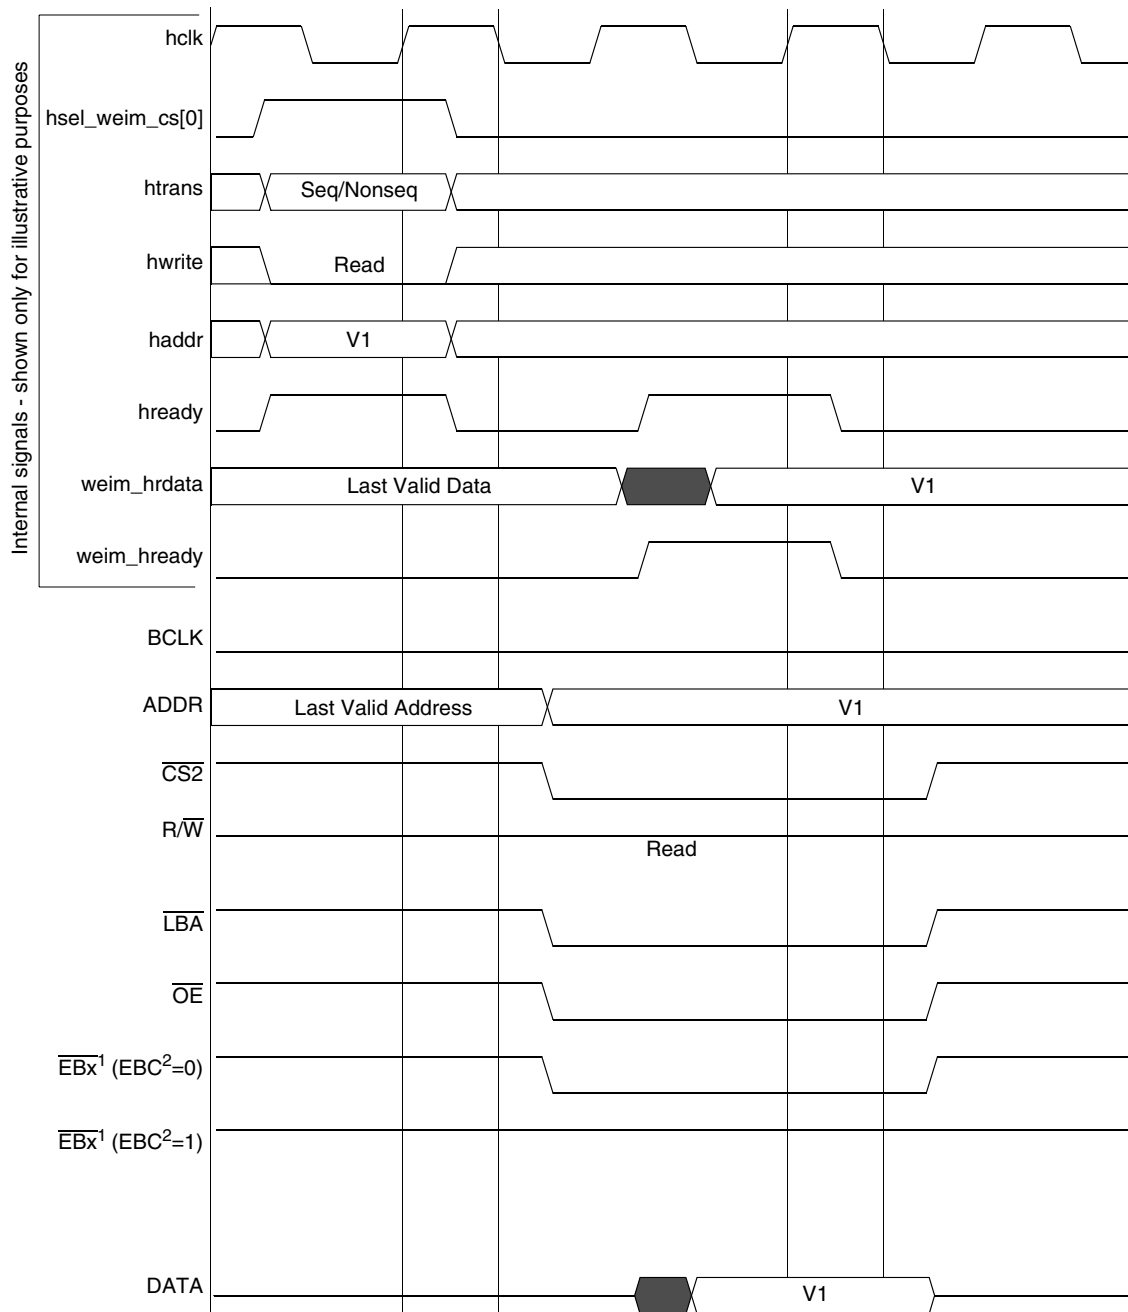 Internal signals - shown only for illustrative purposes
hclk
hsel_weim_cs[0]
htrans Seq/Nonseq
hwrite Read
haddr V1
hready
weim_hrdata Last Valid Data V1
weim_hready
BCLK
ADDR Last Valid Address V1
CS2
R/W
Read
LBA
OE
EBx1 (EBC2=0)
EBx1 (EBC2=1)
DATA V1